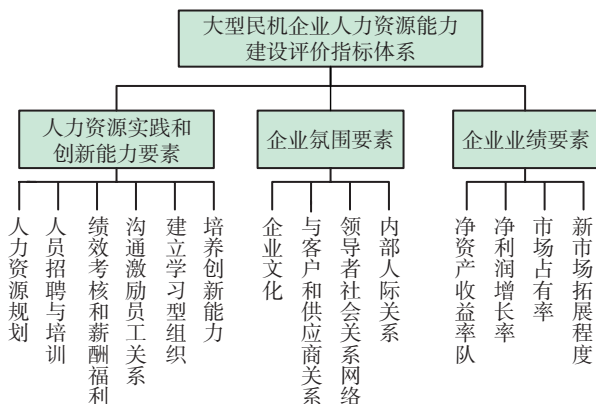 大型民机企业人力资源能力
建设评价指标体系
人力资源实践和
创新能力要素
企业氛围要素
企业业绩要素
人力资源规划
人员招聘与培训
绩效考核和薪酬福利
沟通激励员工关系
建立学习型组织
培养创新能力
企业文化
与客户和供应商关系
领导者社会关系网络
内部人际关系
净资产收益率队
净利润增长率
市场占有率
新市场拓展程度